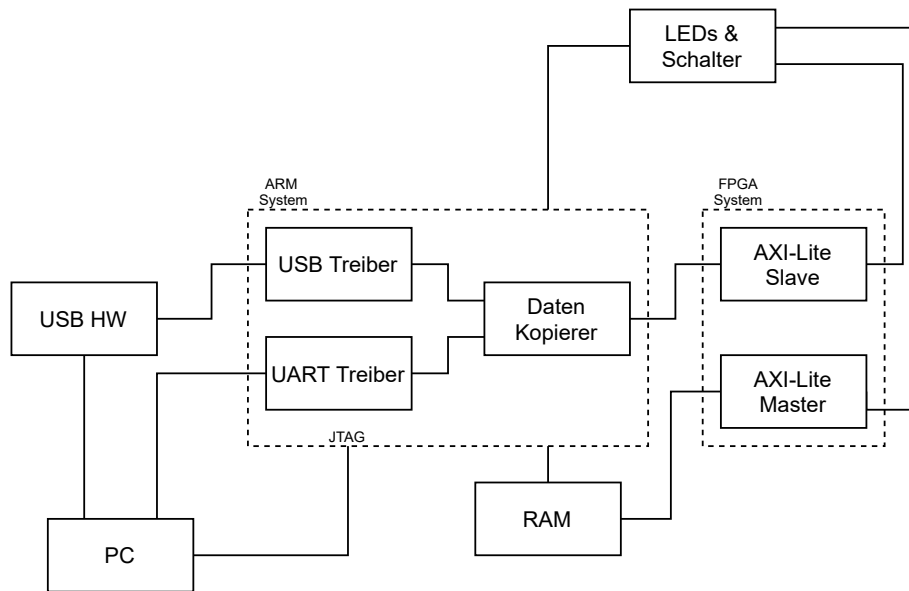 LEDs &
Schalter
ARM
System
FPGA
System
USB Treiber
AXI-Lite
Slave
USB HW
Daten
Kopierer
UART Treiber
AXI-Lite
Master
JTAG
RAM
PC